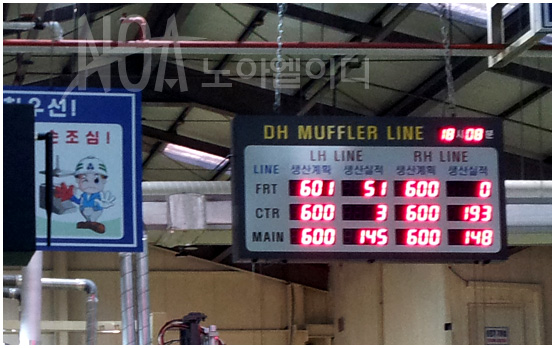 NOA 노아엘이디
최우선!
손조심!
DH MUFFLER LINE 18시08분
LH LINE RH LINE
LINE 생산계획 생산실적 생산계획 생산실적
FRT 601 51 600 0
CTR 600 3 600 193
MAIN 600 145 600 148